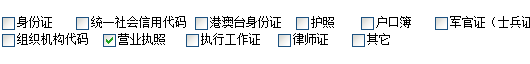 身份证 统一社会信用代码 港澳台身份证 护照 户口簿 军官证（士兵证
组织机构代码 营业执照 执行工作证 律师证 其它